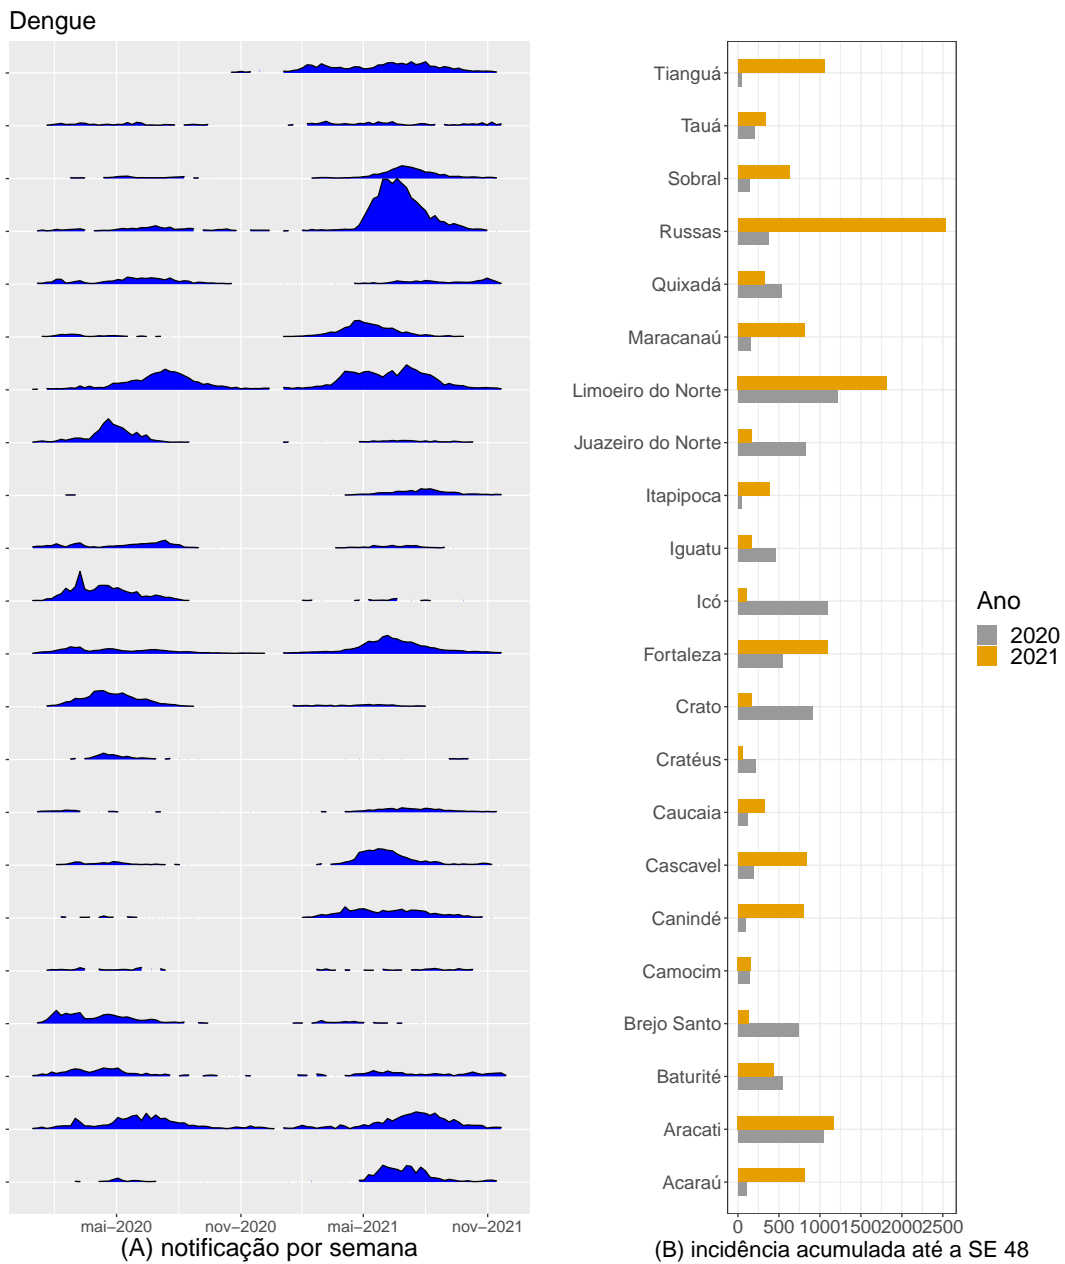 Dengue
Tianguá
Tauá
Sobral
Russas
Quixadá
Maracanaú
Limoeiro do Norte
Juazeiro do Norte
Itapipoca
Iguatu
Icó
Fortaleza
Crato
Cratéus
Caucaia
Cascavel
Canindé
Camocim
Brejo Santo
Baturité
Aracati
Acaraú
Ano
2020
2021
mai–2020 nov–2020 mai–2021 nov–2021
(A) notificação por semana
0 500 1000 1500 2000 2500
(B) incidência acumulada até a SE 48